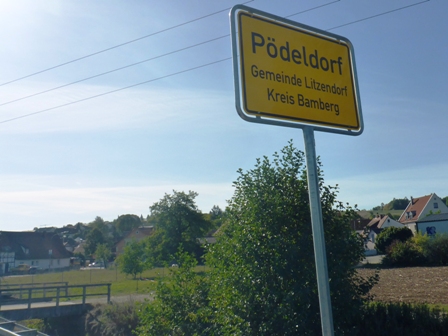 Pödeldorf
Gemeinde Litzendorf
Kreis Bamberg